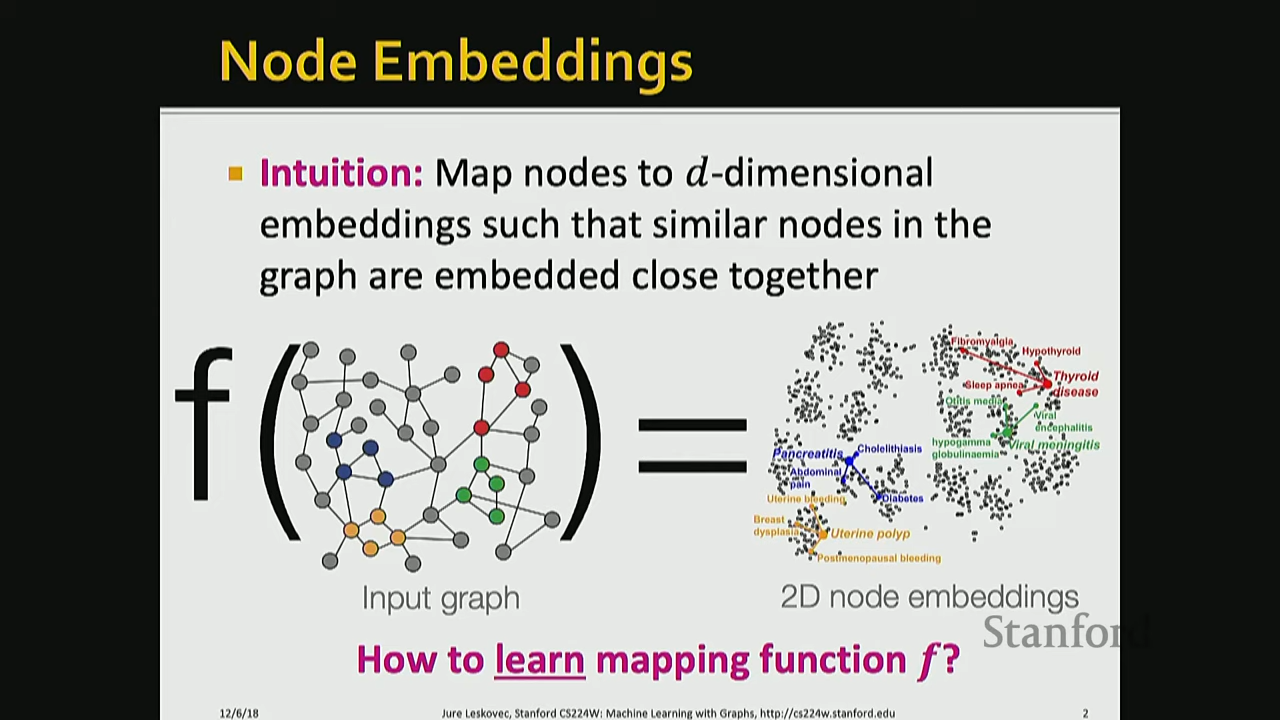 Node Embeddings
Intuition: Map nodes to d-dimensional
embeddings such that similar nodes in the
graph are embedded close together
f( ) =
Fibromyalgia
Hypothyroid
Thyroid
disease
Sleep apnea
Otitis media
Viral
encephalitis
hypogamma
globulinaemia
Viral meningitis
Pancreatitis
Cholelithiasis
Abdominal
pain
Diabetes
Uterine bleeding
Breast
dysplasia
Uterine polyp
Postmenopausal bleeding
Input graph
2D node embeddings
Stanford
How to learn mapping function f?
12/6/18
Jure Leskovec, Stanford CS224W: Machine Learning with Graphs, http://cs224w.stanford.edu
2